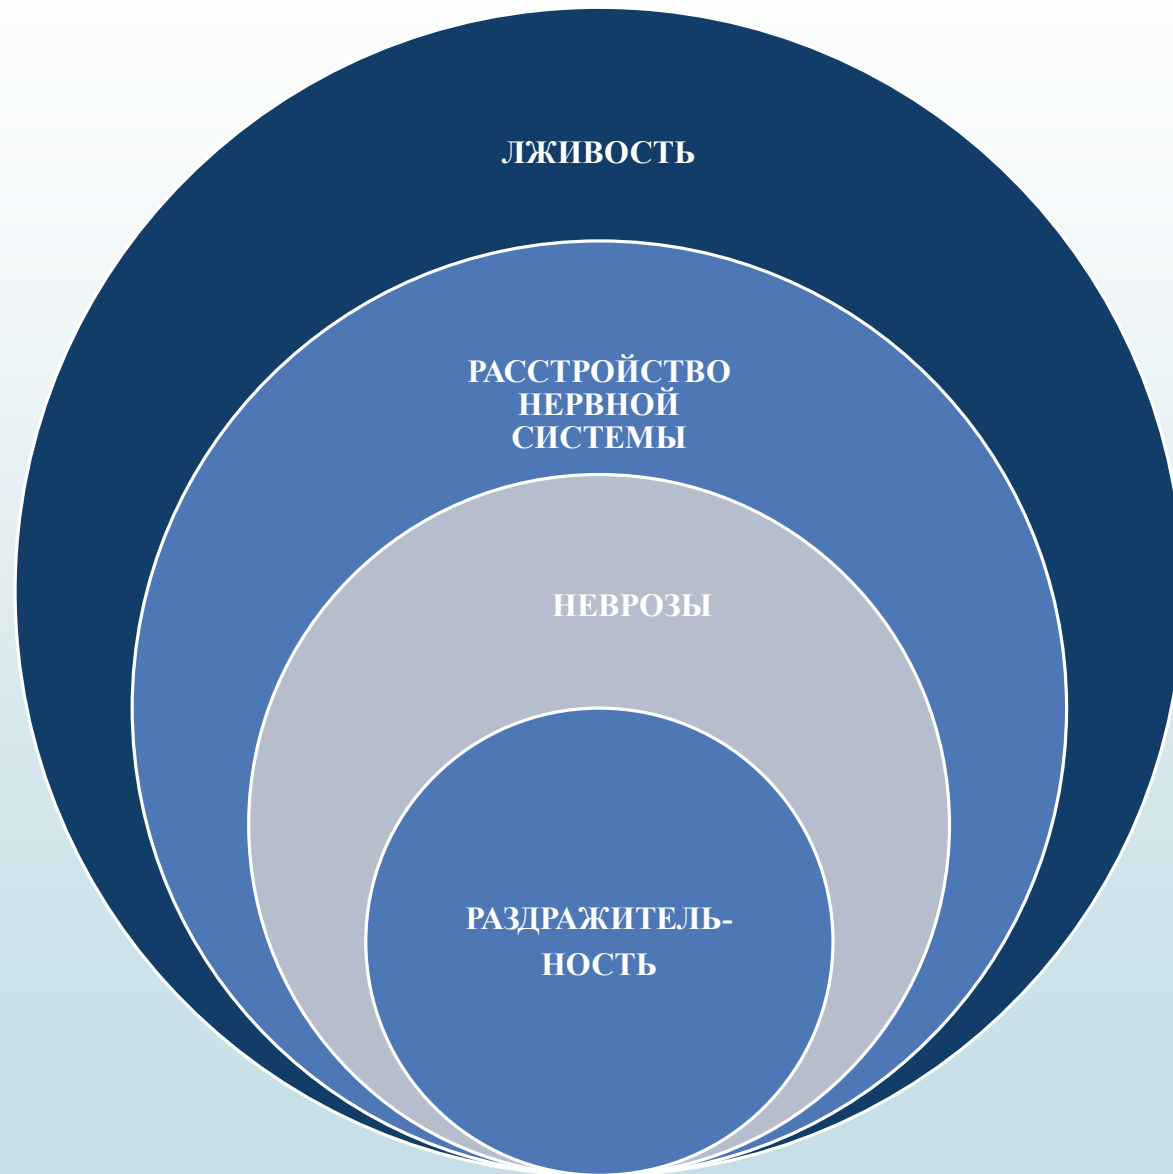 ЛЖИВОСТЬ
РАССТРОЙСТВО
НЕРВНОЙ
СИСТЕМЫ
НЕВРОЗЫ
РАЗДРАЖИТЕЛЬ-
НОСТЬ